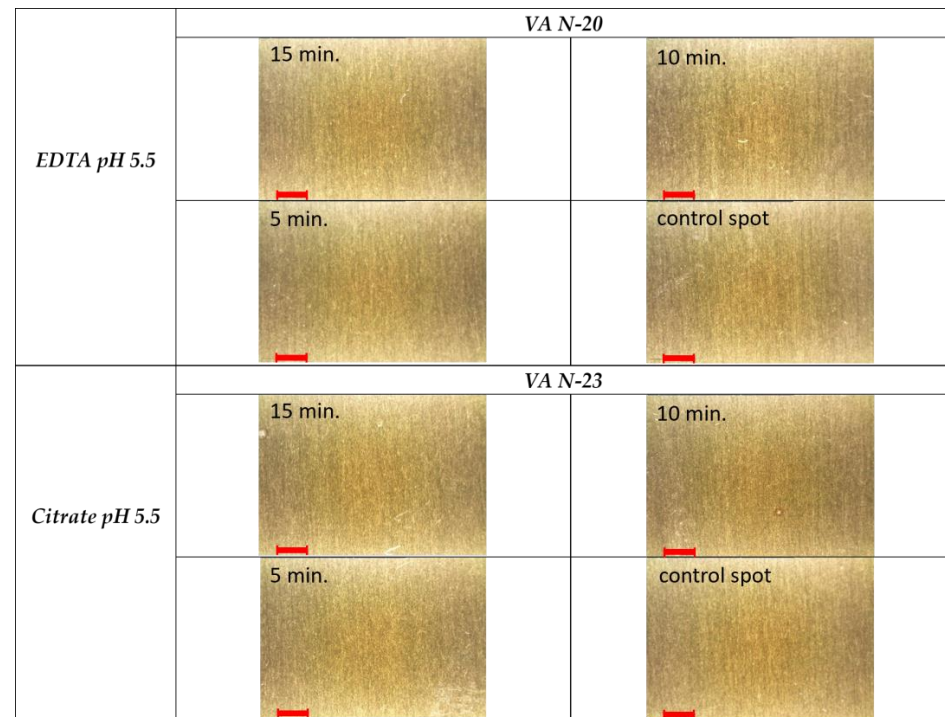 VA N-20
EDTA pH 5.5
15 min.
10 min.
5 min.
control spot
VA N-23
Citrate pH 5.5
15 min.
10 min.
5 min.
control spot